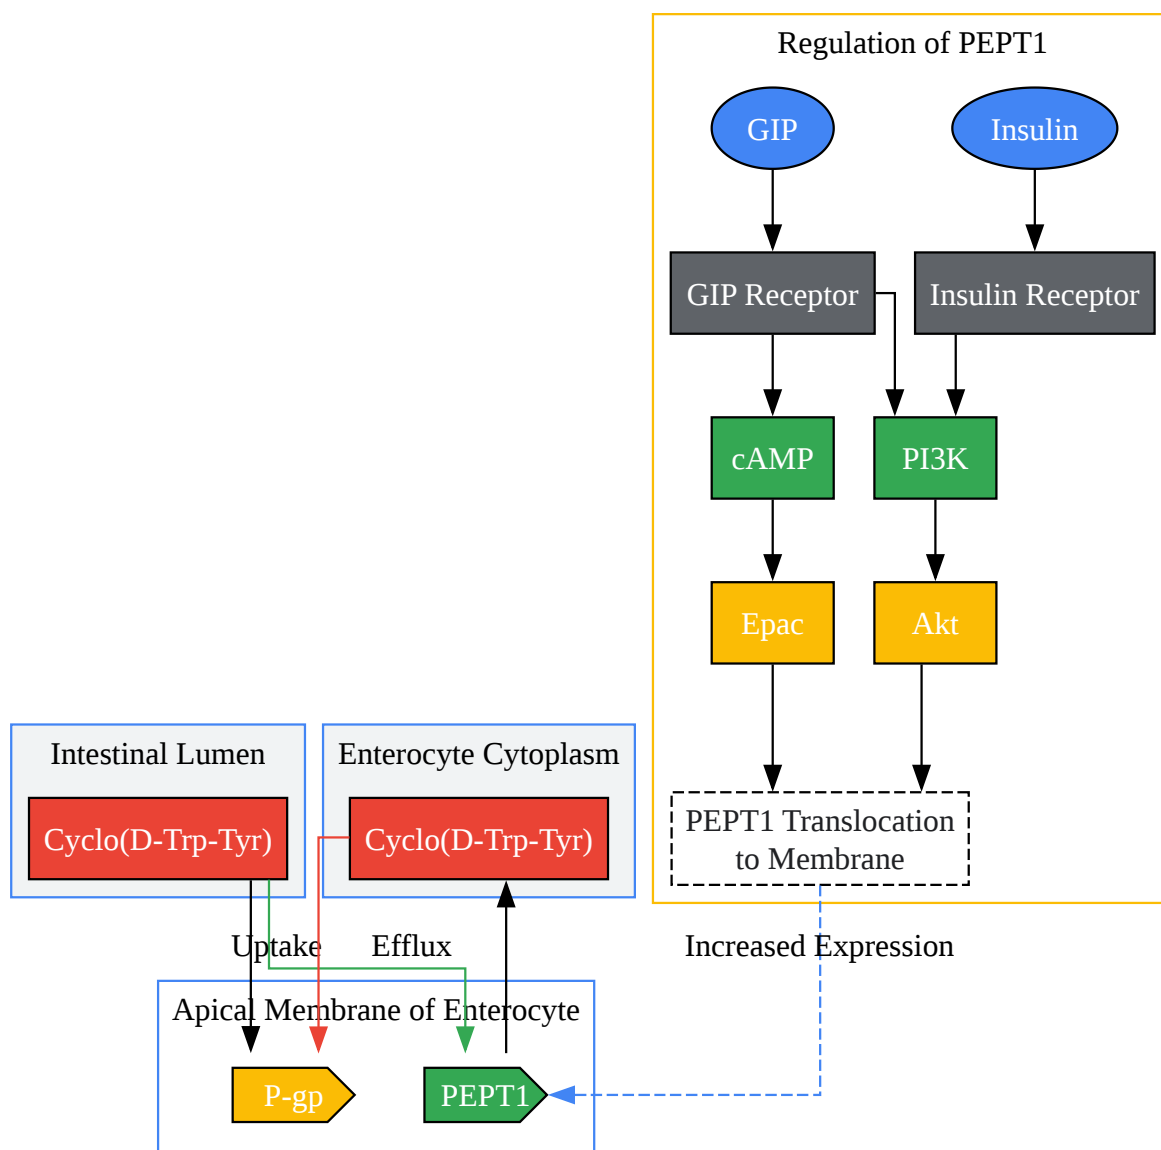 Regulation of PEPT1
GIP
Insulin
GIP Receptor
Insulin Receptor
cAMP
PI3K
Epac
Akt
Intestinal Lumen
Enterocyte Cytoplasm
Cyclo(D-Trp-Tyr)
Cyclo(D-Trp-Tyr)
PEPT1 Translocation
to Membrane
Uptake
Efflux
Increased Expression
Apical Membrane of Enterocyte
P-gp
PEPT1